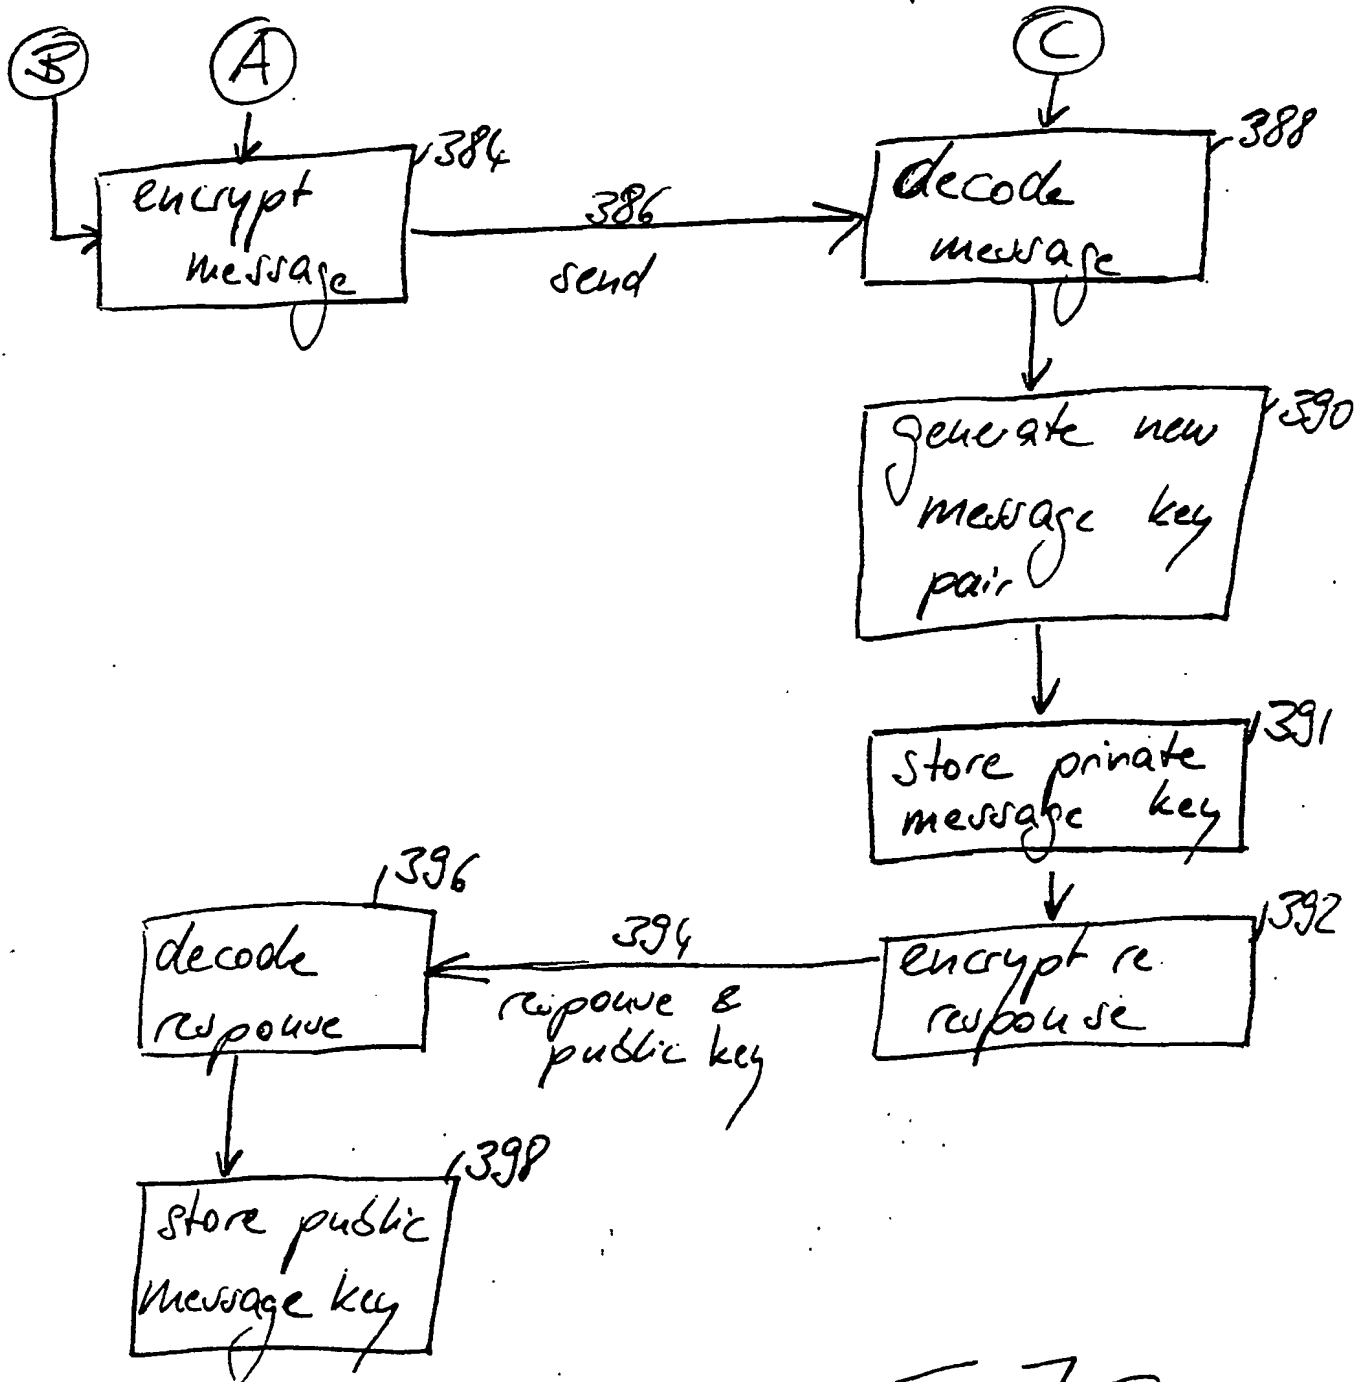 B
A
C
384
388
encrypt
message
386
send
decode
message
390
generate new
message key
pair
391
store private
message key
396
392
decode
response
394
response &
public key
encrypt re
response
398
store public
message key